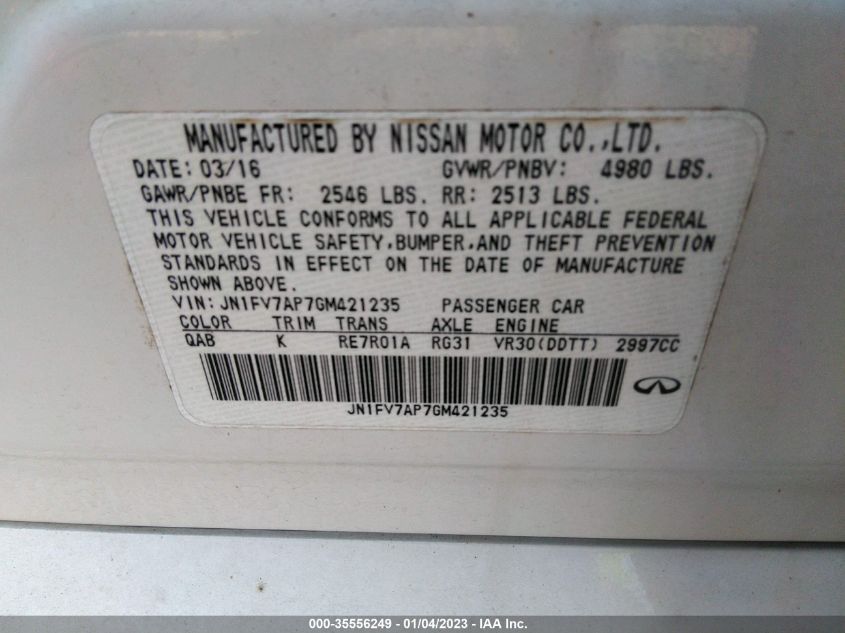 MANUFACTURED BY NISSAN MOTOR CO.,LTD.
DATE: 03/16 GVWR/PNBV: 4980 LBS.
GAWR/PNBE FR: 2546 LBS. RR: 2513 LBS.
THIS VEHICLE CONFORMS TO ALL APPLICABLE FEDERAL
MOTOR VEHICLE SAFETY,BUMPER,AND THEFT PREVENTION
STANDARDS IN EFFECT ON THE DATE OF MANUFACTURE
SHOWN ABOVE.
VIN: JN1FV7AP7GM421235 PASSENGER CAR
COLOR TRIM TRANS AXLE ENGINE
QAB K RE7R01A RG31 VR30(DDTT) 2997CC
JN1FV7AP7GM421235
000-35556249 - 01/04/2023 - IAA Inc.